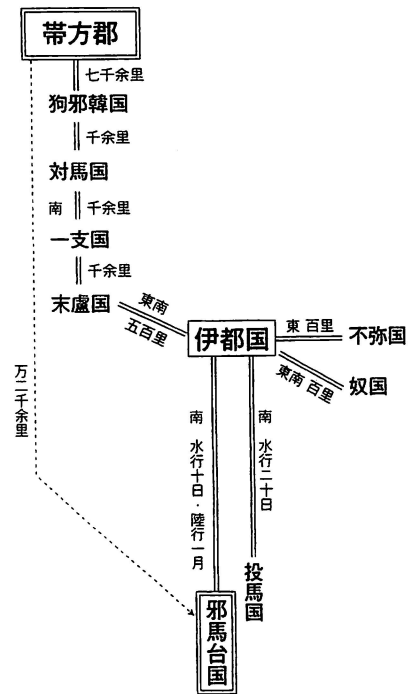 帯方郡
七千余里
狗邪韓国
千余里
対馬国
南 千余里
一支国
千余里
末盧国
東南
五百里
伊都国
東 百里
不弥国
東南 百里
奴国
万二千余里
南 水行十日・陸行一月
南 水行二十日
投馬国
邪馬台国